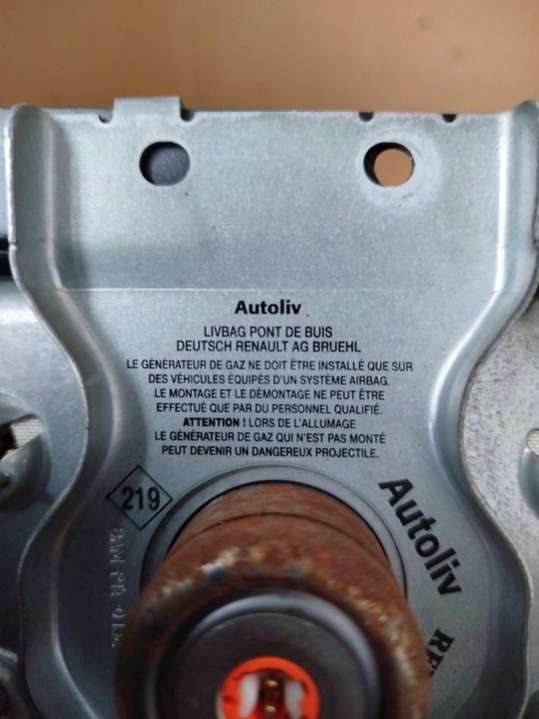 Autoliv
LIVBAG PONT DE BUIS
DEUTSCH RENAULT AG BRUEHL
LE GÉNÉRATEUR DE GAZ NE DOIT ÊTRE INSTALLÉ QUE SUR
DES VÉHICULES ÉQUIPÉS D'UN SYSTÈME AIRBAG.
LE MONTAGE ET LE DÉMONTAGE NE PEUT ÊTRE
EFFECTUÉ QUE PAR DU PERSONNEL QUALIFIÉ.
ATTENTION ! LORS DE L'ALLUMAGE
LE GÉNÉRATEUR DE GAZ QUI N'EST PAS MONTÉ
PEUT DEVENIR UN DANGEREUX PROJECTILE.
219
Autoliv